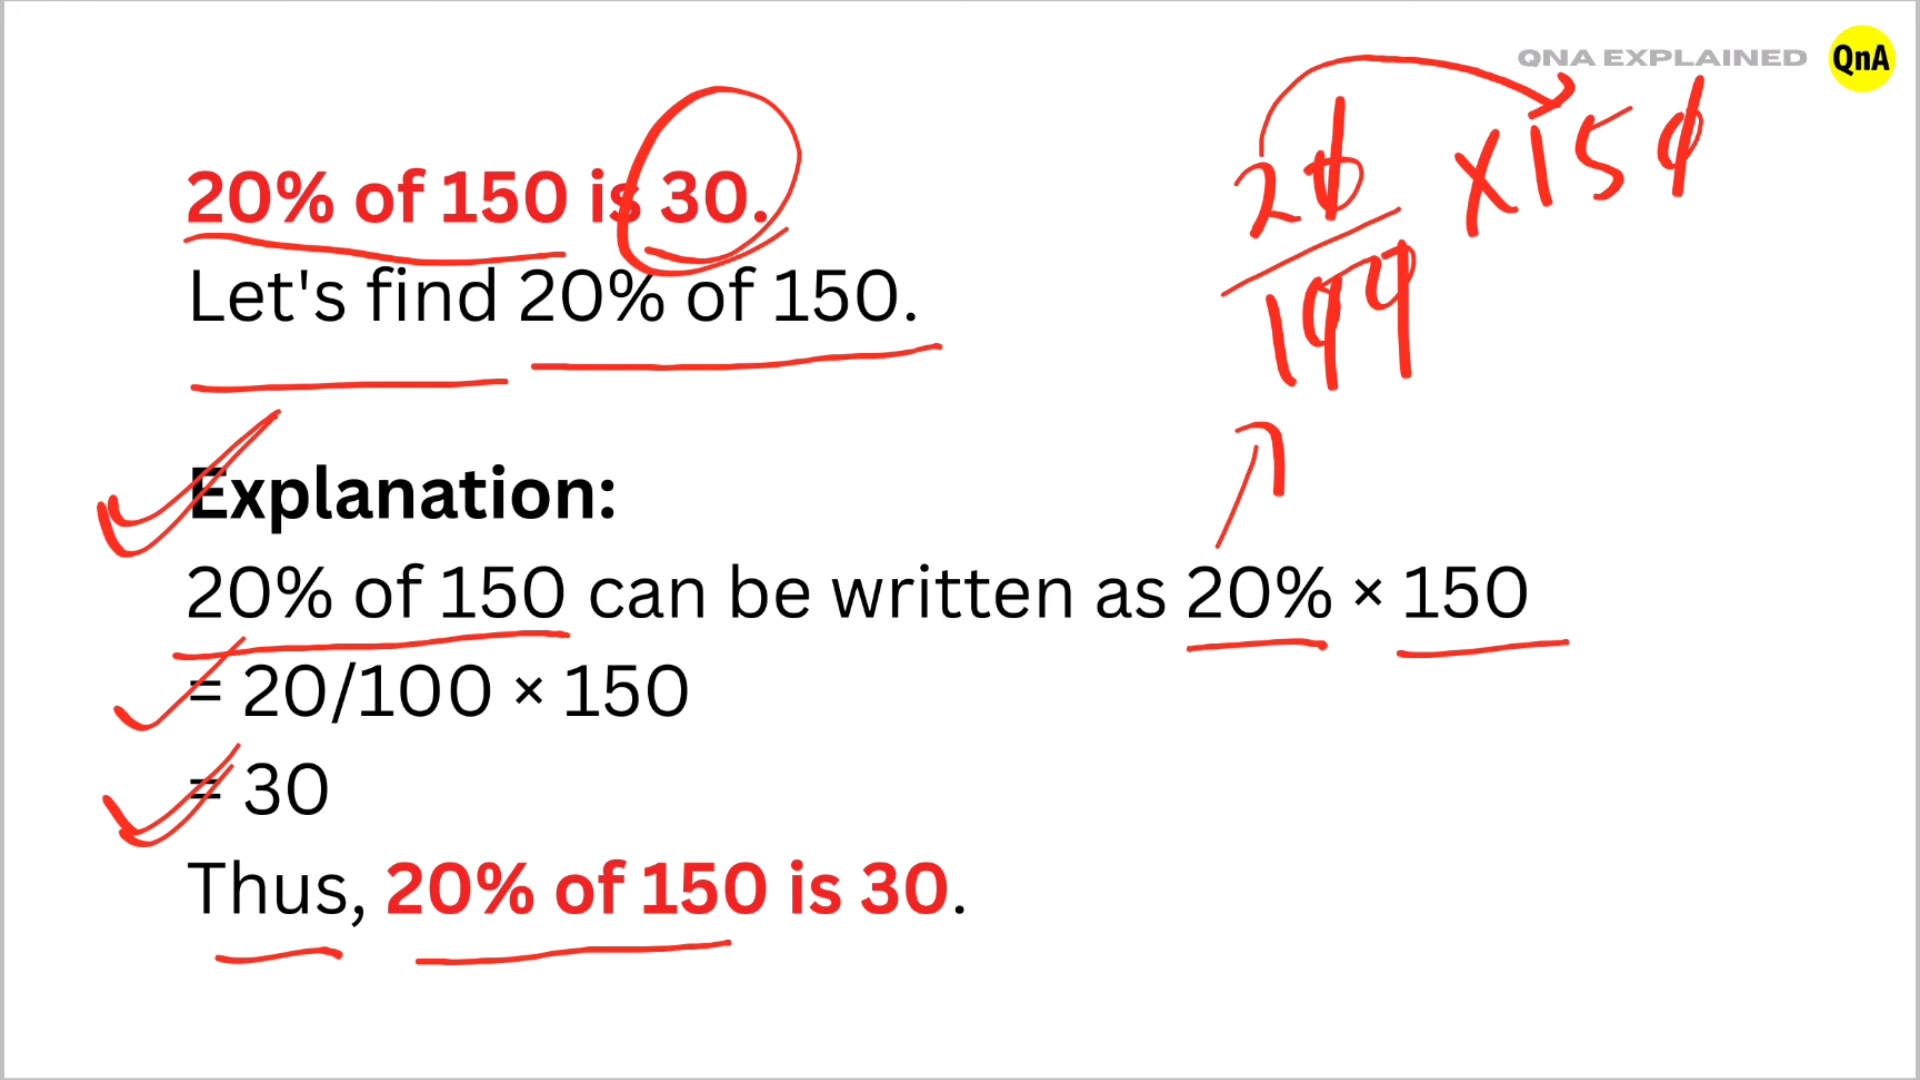 QNA EXPLAINED QnA
20% of 150 is 30.
Let's find 20% of 150.
20
100
×150
Explanation:
20% of 150 can be written as 20% × 150
= 20/100 × 150
= 30
Thus, 20% of 150 is 30.